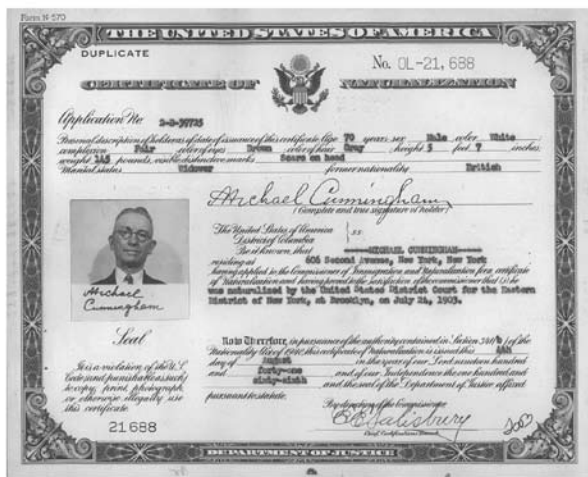 Form N-570
THE UNITED STATES OF AMERICA
DUPLICATE
No. OL-21, 688
CERTIFICATE OF NATURALIZATION
Application No. 2-B-
Personal description of holder as of date of issuance of this certificate: Age 70 years sex Male color White
complexion Fair color of eyes Brown color of hair Gray height 5 feet 7 inches
weight 145 pounds, visible distinctive marks Scars on head
Marital status Widower former nationality British
Michael Cunningham
(Complete and true signature of holder)
The United States of America } ss:
District of Columbia
Be it known, that MICHAEL CUNNINGHAM
residing at 606 Second Avenue, New York, New York
having applied to the Commissioner of Immigration and Naturalization for a certificate
of Naturalization and having proved to the satisfaction of the commissioner that (s)he
was naturalized by the United States District Court for the Eastern
District of New York, at Brooklyn, on July 24, 1903.
Michael
Cunningham
Seal
Now Therefore, in pursuance of the authority contained in Section 341(b) of the
Nationality Act of 1940, this certificate of Naturalization is issued this
day of August in the year of our Lord nineteen hundred
and forty-one and of our Independence the one hundred and
sixty-sixth and the seal of the Department of Justice affixed
pursuant to statute.
It is a violation of the U.S.
Code (and punishable as such)
to copy, print, photograph,
or otherwise illegally use
this certificate.
21688
By direction of the Commissioner
Salisbury
Chief, Certifications Branch
DEPARTMENT OF JUSTICE